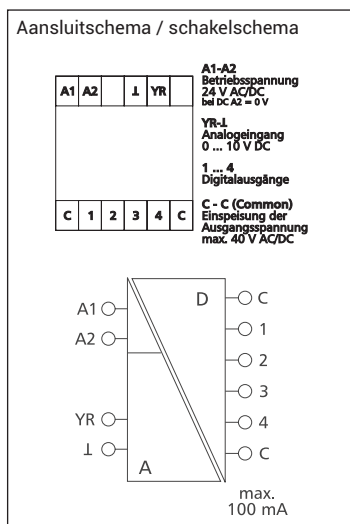 Aansluitschema / schakelschema
A1 A2 ⊥ YR
C 1 2 3 4 C
A1-A2
Betriebsspannung
24 V AC/DC
bei DC A2 = 0 V
YR-⊥
Analogeingang
0 ... 10 V DC
1 ... 4
Digitalausgänge
C - C (Common)
Einspeisung der
Ausgangsspannung
max. 40 V AC/DC
A1
A2
YR
⊥
A
D
C
1
2
3
4
C
max.
100 mA